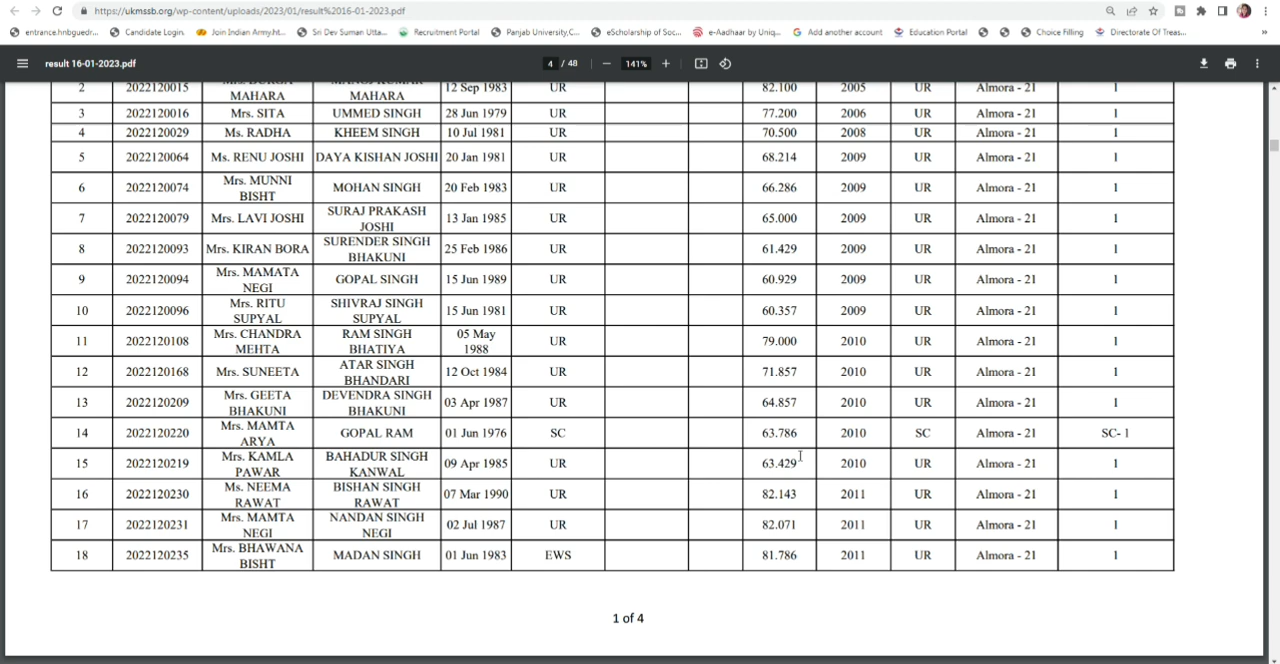 https://ukmssb.org/wp-content/uploads/2023/01/result%2016-01-2023.pdf
entrance.hnbguedr... Candidate Login. Join Indian Army.ht... Sri Dev Suman Utta... Recruitment Portal Panjab University,C... eScholarship of Soc... e-Aadhaar by Uniq... Add another account Education Portal Choice Filling Directorate Of Treas... »
result 16-01-2023.pdf 4 / 48 141%
2 2022120015 MAHARA MAHARA 12 Sep 1983 UR 82.100 2005 UR Almora - 21 1
3 2022120016 Mrs. SITA UMMED SINGH 28 Jun 1979 UR 77.200 2006 UR Almora - 21 1
4 2022120029 Ms. RADHA KHEEM SINGH 10 Jul 1981 UR 70.500 2008 UR Almora - 21 1
5 2022120064 Ms. RENU JOSHI DAYA KISHAN JOSHI 20 Jan 1981 UR 68.214 2009 UR Almora - 21 1
6 2022120074 Mrs. MUNNI BISHT MOHAN SINGH 20 Feb 1983 UR 66.286 2009 UR Almora - 21 1
7 2022120079 Mrs. LAVI JOSHI SURAJ PRAKASH JOSHI 13 Jan 1985 UR 65.000 2009 UR Almora - 21 1
8 2022120093 Mrs. KIRAN BORA SURENDER SINGH BHAKUNI 25 Feb 1986 UR 61.429 2009 UR Almora - 21 1
9 2022120094 Mrs. MAMATA NEGI GOPAL SINGH 15 Jun 1989 UR 60.929 2009 UR Almora - 21 1
10 2022120096 Mrs. RITU SUPYAL SHIVRAJ SINGH SUPYAL 15 Jun 1981 UR 60.357 2009 UR Almora - 21 1
11 2022120108 Mrs. CHANDRA MEHTA RAM SINGH BHATIYA 05 May 1988 UR 79.000 2010 UR Almora - 21 1
12 2022120168 Mrs. SUNEETA ATAR SINGH BHANDARI 12 Oct 1984 UR 71.857 2010 UR Almora - 21 1
13 2022120209 Mrs. GEETA BHAKUNI DEVENDRA SINGH BHAKUNI 03 Apr 1987 UR 64.857 2010 UR Almora - 21 1
14 2022120220 Mrs. MAMTA ARYA GOPAL RAM 01 Jun 1976 SC 63.786 2010 SC Almora - 21 SC- 1
15 2022120219 Mrs. KAMLA PAWAR BAHADUR SINGH KANWAL 09 Apr 1985 UR 63.429 2010 UR Almora - 21 1
16 2022120230 Ms. NEEMA RAWAT BISHAN SINGH RAWAT 07 Mar 1990 UR 82.143 2011 UR Almora - 21 1
17 2022120231 Mrs. MAMTA NEGI NANDAN SINGH NEGI 02 Jul 1987 UR 82.071 2011 UR Almora - 21 1
18 2022120235 Mrs. BHAWANA BISHT MADAN SINGH 01 Jun 1983 EWS 81.786 2011 UR Almora - 21 1
1 of 4